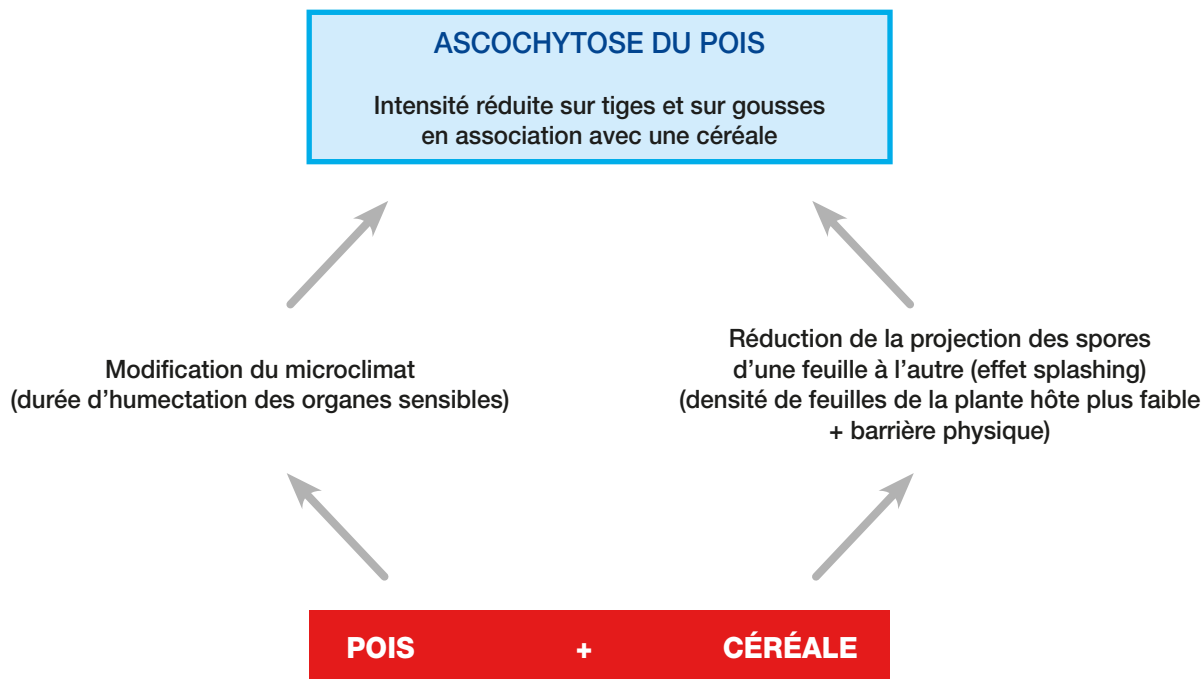 ASCOCHYTOSE DU POIS
Intensité réduite sur tiges et sur gousses
en association avec une céréale
Modification du microclimat
(durée d'humectation des organes sensibles)
Réduction de la projection des spores
d'une feuille à l'autre (effet splashing)
(densité de feuilles de la plante hôte plus faible
+ barrière physique)
POIS + CÉRÉALE